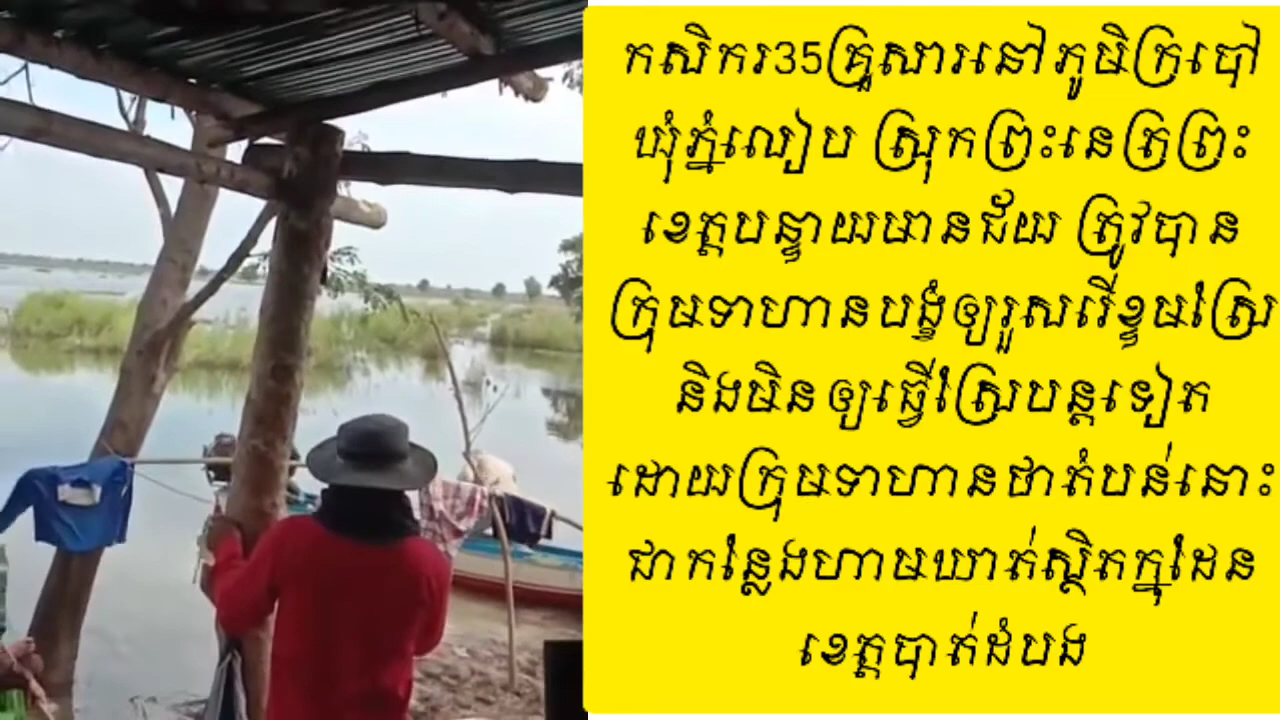 កសិករ35គ្រួសារនៅភូមិក្របៅ
ឃុំភ្នំលៀប ស្រុកព្រះនេត្រព្រះ
ខេត្តបន្ទាយមានជ័យ ត្រូវបាន
ក្រុមទាហានបង្ខំឲ្យរួសរើខ្ទមស្រែ
និងមិនឲ្យធ្វើស្រែបន្តទៀត
ដោយក្រុមទាហានថាតំបន់នោះ
ជាកន្លែងហាមឃាត់ស្ថិតក្នុដែន
ខេត្តបាត់ដំបង